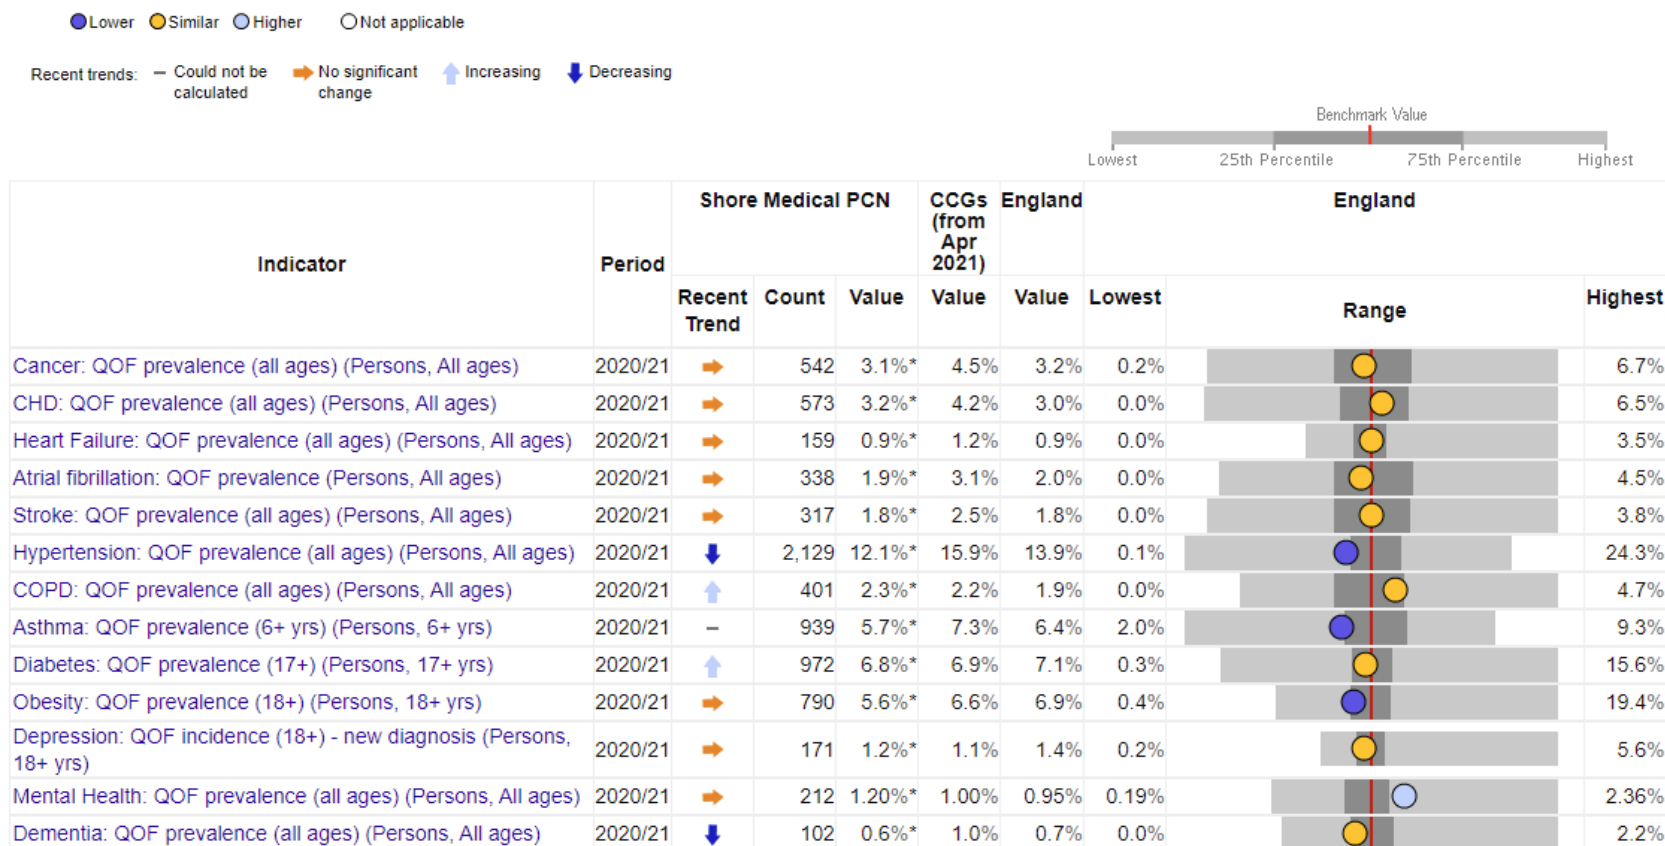 Lower Similar Higher Not applicable
Recent trends: – Could not be calculated No significant change Increasing Decreasing
Benchmark Value
Lowest 25th Percentile 75th Percentile Highest
Indicator Period Shore Medical PCN CCGs (from Apr 2021) England England
Recent Trend Count Value Value Value Lowest Range Highest
Cancer: QOF prevalence (all ages) (Persons, All ages) 2020/21 542 3.1%* 4.5% 3.2% 0.2% 6.7%
CHD: QOF prevalence (all ages) (Persons, All ages) 2020/21 573 3.2%* 4.2% 3.0% 0.0% 6.5%
Heart Failure: QOF prevalence (all ages) (Persons, All ages) 2020/21 159 0.9%* 1.2% 0.9% 0.0% 3.5%
Atrial fibrillation: QOF prevalence (Persons, All ages) 2020/21 338 1.9%* 3.1% 2.0% 0.0% 4.5%
Stroke: QOF prevalence (all ages) (Persons, All ages) 2020/21 317 1.8%* 2.5% 1.8% 0.0% 3.8%
Hypertension: QOF prevalence (all ages) (Persons, All ages) 2020/21 2,129 12.1%* 15.9% 13.9% 0.1% 24.3%
COPD: QOF prevalence (all ages) (Persons, All ages) 2020/21 401 2.3%* 2.2% 1.9% 0.0% 4.7%
Asthma: QOF prevalence (6+ yrs) (Persons, 6+ yrs) 2020/21 – 939 5.7%* 7.3% 6.4% 2.0% 9.3%
Diabetes: QOF prevalence (17+) (Persons, 17+ yrs) 2020/21 972 6.8%* 6.9% 7.1% 0.3% 15.6%
Obesity: QOF prevalence (18+) (Persons, 18+ yrs) 2020/21 790 5.6%* 6.6% 6.9% 0.4% 19.4%
Depression: QOF incidence (18+) - new diagnosis (Persons, 18+ yrs) 2020/21 171 1.2%* 1.1% 1.4% 0.2% 5.6%
Mental Health: QOF prevalence (all ages) (Persons, All ages) 2020/21 212 1.20%* 1.00% 0.95% 0.19% 2.36%
Dementia: QOF prevalence (all ages) (Persons, All ages) 2020/21 102 0.6%* 1.0% 0.7% 0.0% 2.2%